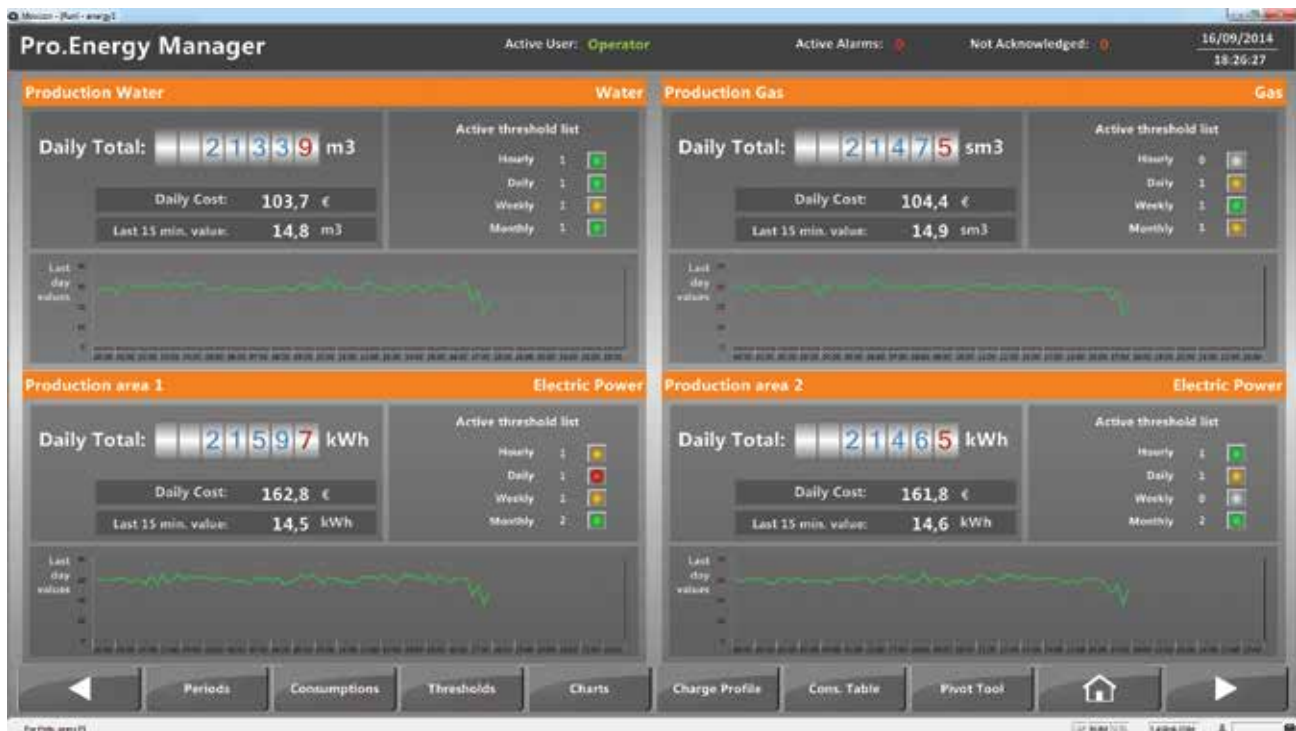 Pro.Energy Manager
Active User: Operator
Active Alarms: 0
Not Acknowledged: 0
16/09/2014
18:26:27
Production Water
Water
Daily Total: 21339 m3
Daily Cost: 103,7 €
Last 15 min. value: 14,8 m3
Active threshold list
Hourly 1
Daily 1
Weekly 1
Monthly 1
Last
day
values
Production Gas
Gas
Daily Total: 21475 sm3
Daily Cost: 104,4 €
Last 15 min. value: 14,9 sm3
Active threshold list
Hourly 0
Daily 1
Weekly 1
Monthly 1
Last
day
values
Production area 1
Electric Power
Daily Total: 21597 kWh
Daily Cost: 162,8 €
Last 15 min. value: 14,5 kWh
Active threshold list
Hourly 1
Daily 1
Weekly 1
Monthly 2
Last
day
values
Production area 2
Electric Power
Daily Total: 21465 kWh
Daily Cost: 161,8 €
Last 15 min. value: 14,6 kWh
Active threshold list
Hourly 1
Daily 1
Weekly 0
Monthly 2
Last
day
values
Periods
Consumptions
Thresholds
Charts
Charge Profile
Cons. Table
Pivot Tool